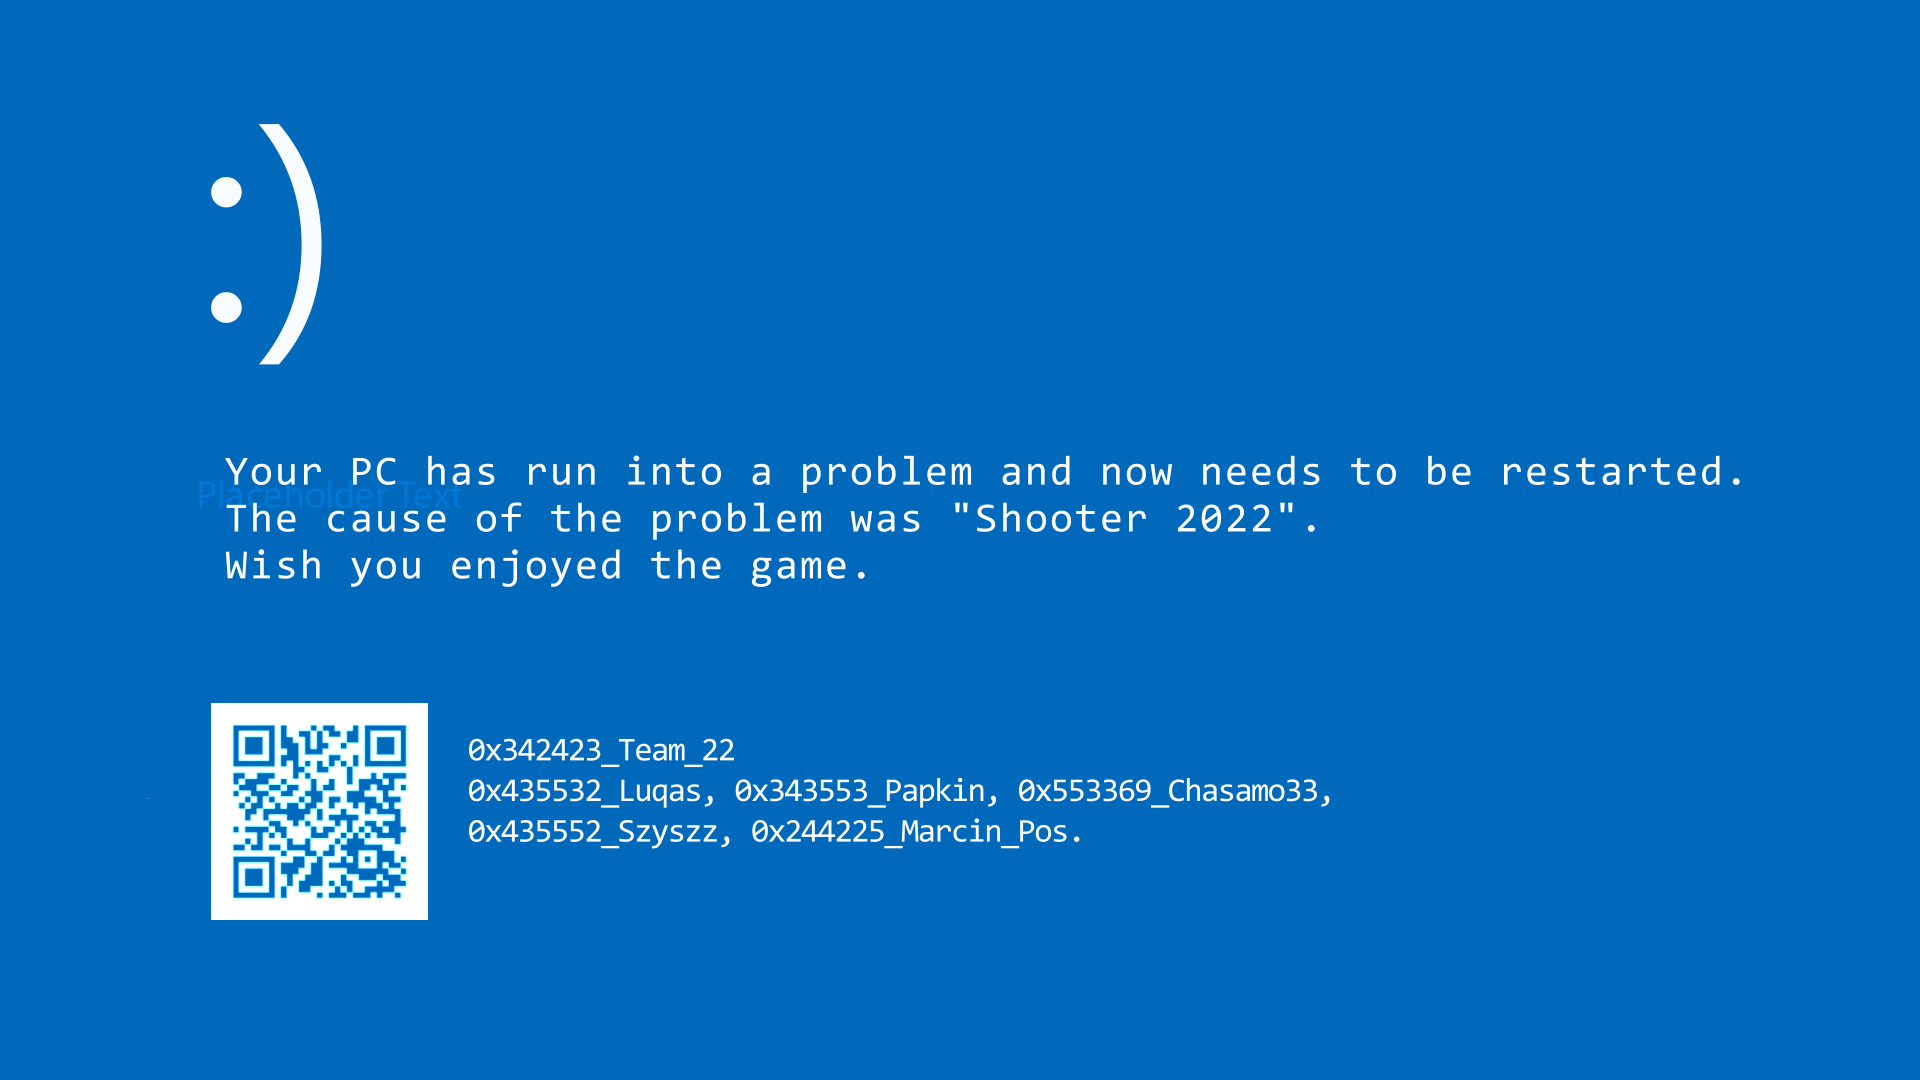 :)
Your PC has run into a problem and now needs to be restarted.
Placeholder Text
The cause of the problem was "Shooter 2022".
Wish you enjoyed the game.
0x342423_Team_22
0x435532_Luqas, 0x343553_Papkin, 0x553369_Chasamo33,
0x435552_Szyszz, 0x244225_Marcin_Pos.